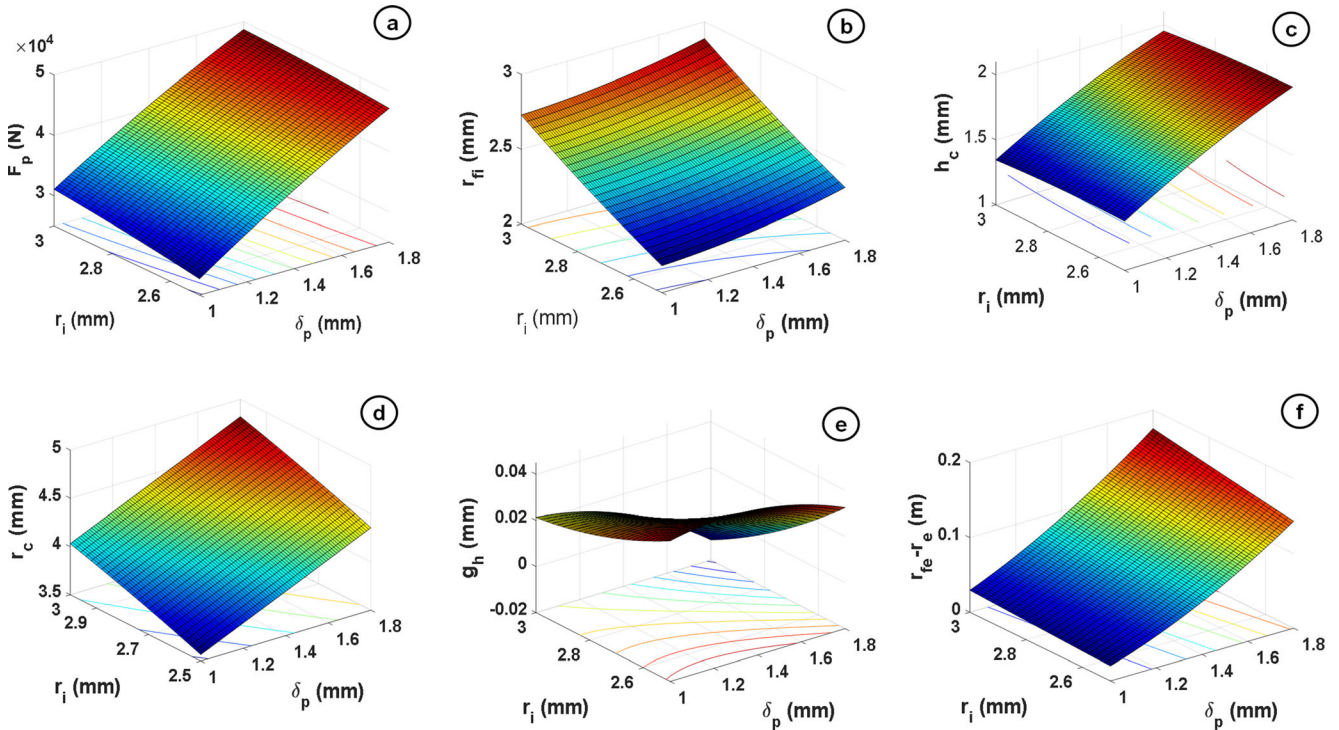 a
×10⁴
5
4
3
F_p (N)
3
2.8
2.6
r_i (mm)
1
1.2
1.4
1.6
1.8
δ_p (mm)
b
3
2.5
2
r_fi (mm)
3
2.8
2.6
r_i (mm)
1
1.2
1.4
1.6
1.8
δ_p (mm)
c
2
1.5
1
h_c (mm)
3
2.8
2.6
r_i (mm)
1
1.2
1.4
1.6
1.8
δ_p (mm)
d
5
4.5
4
3.5
r_c (mm)
3
2.9
2.7
2.5
r_i (mm)
1
1.2
1.4
1.6
1.8
δ_p (mm)
e
0.04
0.02
0
-0.02
g_h (mm)
3
2.8
2.6
r_i (mm)
1
1.2
1.4
1.6
1.8
δ_p (mm)
f
0.2
0.1
0
r_fe-r_e (m)
3
2.8
2.6
r_i (mm)
1
1.2
1.4
1.6
1.8
δ_p (mm)